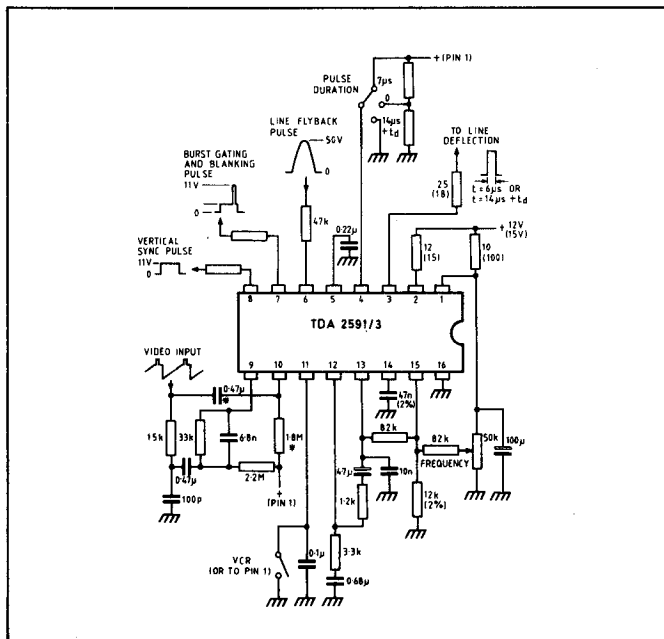 + (PIN 1)
7µs
PULSE
DURATION
0
14µs
+ td
LINE FLYBACK
PULSE
50V
0
TO LINE
DEFLECTION
t = 6µs OR
t = 14µs + td
BURST GATING
AND BLANKING
PULSE
11V
0
25
(18)
47k
0·22µ
+ 12V
(15V)
12
(15)
10
(100)
VERTICAL
SYNC PULSE
11V
0
8 7 6 5 4 3 2 1
TDA 2591/3
9 10 11 12 13 14 15 16
VIDEO INPUT
0·47µ
*
47n
(2%)
82k
1·5k
33k
6·8n
1·8M
*
82k
50k
100µ
FREQUENCY
47µ
10n
0·47µ
2·2M
+
(PIN 1)
100p
1·2k
12k
(2%)
VCR
(OR TO PIN 1)
0·1µ
3·3k
0·68µ